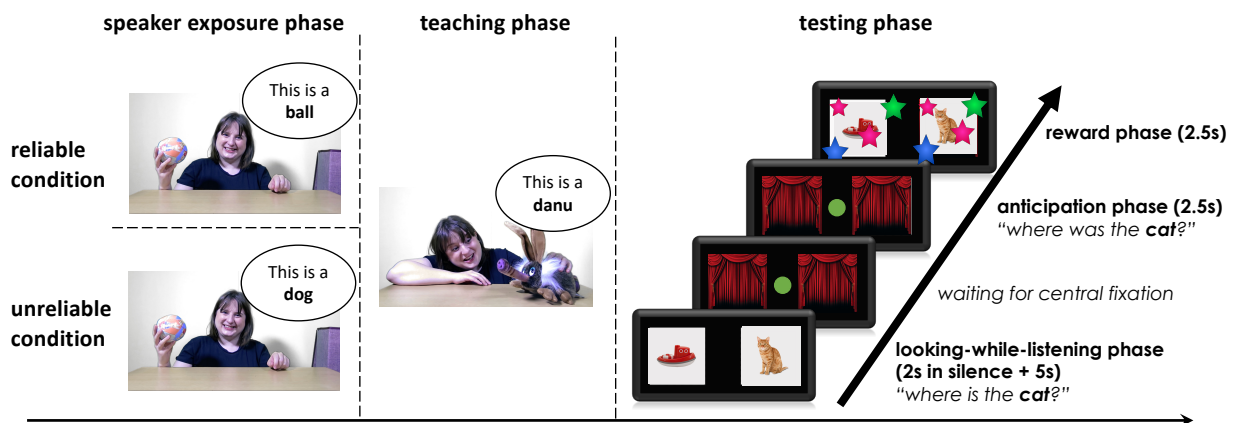 speaker exposure phase
teaching phase
testing phase
reliable
condition
This is a
ball
unreliable
condition
This is a
dog
This is a
danu
reward phase (2.5s)
anticipation phase (2.5s)
“where was the cat?”
waiting for central fixation
looking-while-listening phase
(2s in silence + 5s)
“where is the cat?”